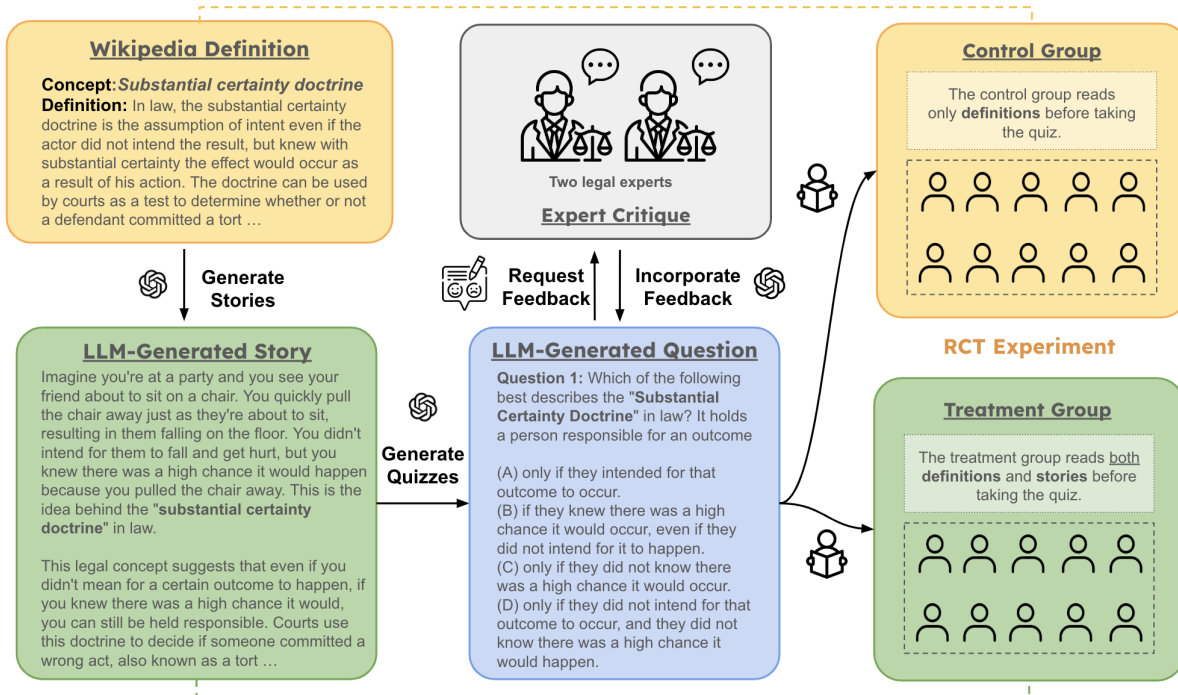 Wikipedia Definition
Concept:Substantial certainty doctrine
Definition: In law, the substantial certainty
doctrine is the assumption of intent even if the
actor did not intend the result, but knew with
substantial certainty the effect would occur as
a result of his action. The doctrine can be used
by courts as a test to determine whether or not
a defendant committed a tort …
Generate
Stories
LLM-Generated Story
Imagine you're at a party and you see your
friend about to sit on a chair. You quickly pull
the chair away just as they're about to sit,
resulting in them falling on the floor. You didn't
intend for them to fall and get hurt, but you
knew there was a high chance it would happen
because you pulled the chair away. This is the
idea behind the "substantial certainty
doctrine" in law.
This legal concept suggests that even if you
didn't mean for a certain outcome to happen, if
you knew there was a high chance it would,
you can still be held responsible. Courts use
this doctrine to decide if someone committed a
wrong act, also known as a tort …
Generate
Quizzes
Two legal experts
Expert Critique
Request
Feedback
Incorporate
Feedback
LLM-Generated Question
Question 1: Which of the following
best describes the "Substantial
Certainty Doctrine" in law? It holds
a person responsible for an outcome
(A) only if they intended for that
outcome to occur.
(B) if they knew there was a high
chance it would occur, even if they
did not intend for it to happen.
(C) only if they did not know there
was a high chance it would occur.
(D) only if they did not intend for that
outcome to occur, and they did not
know there was a high chance it
would happen.
Control Group
The control group reads
only definitions before taking
the quiz.
RCT Experiment
Treatment Group
The treatment group reads both
definitions and stories before
taking the quiz.